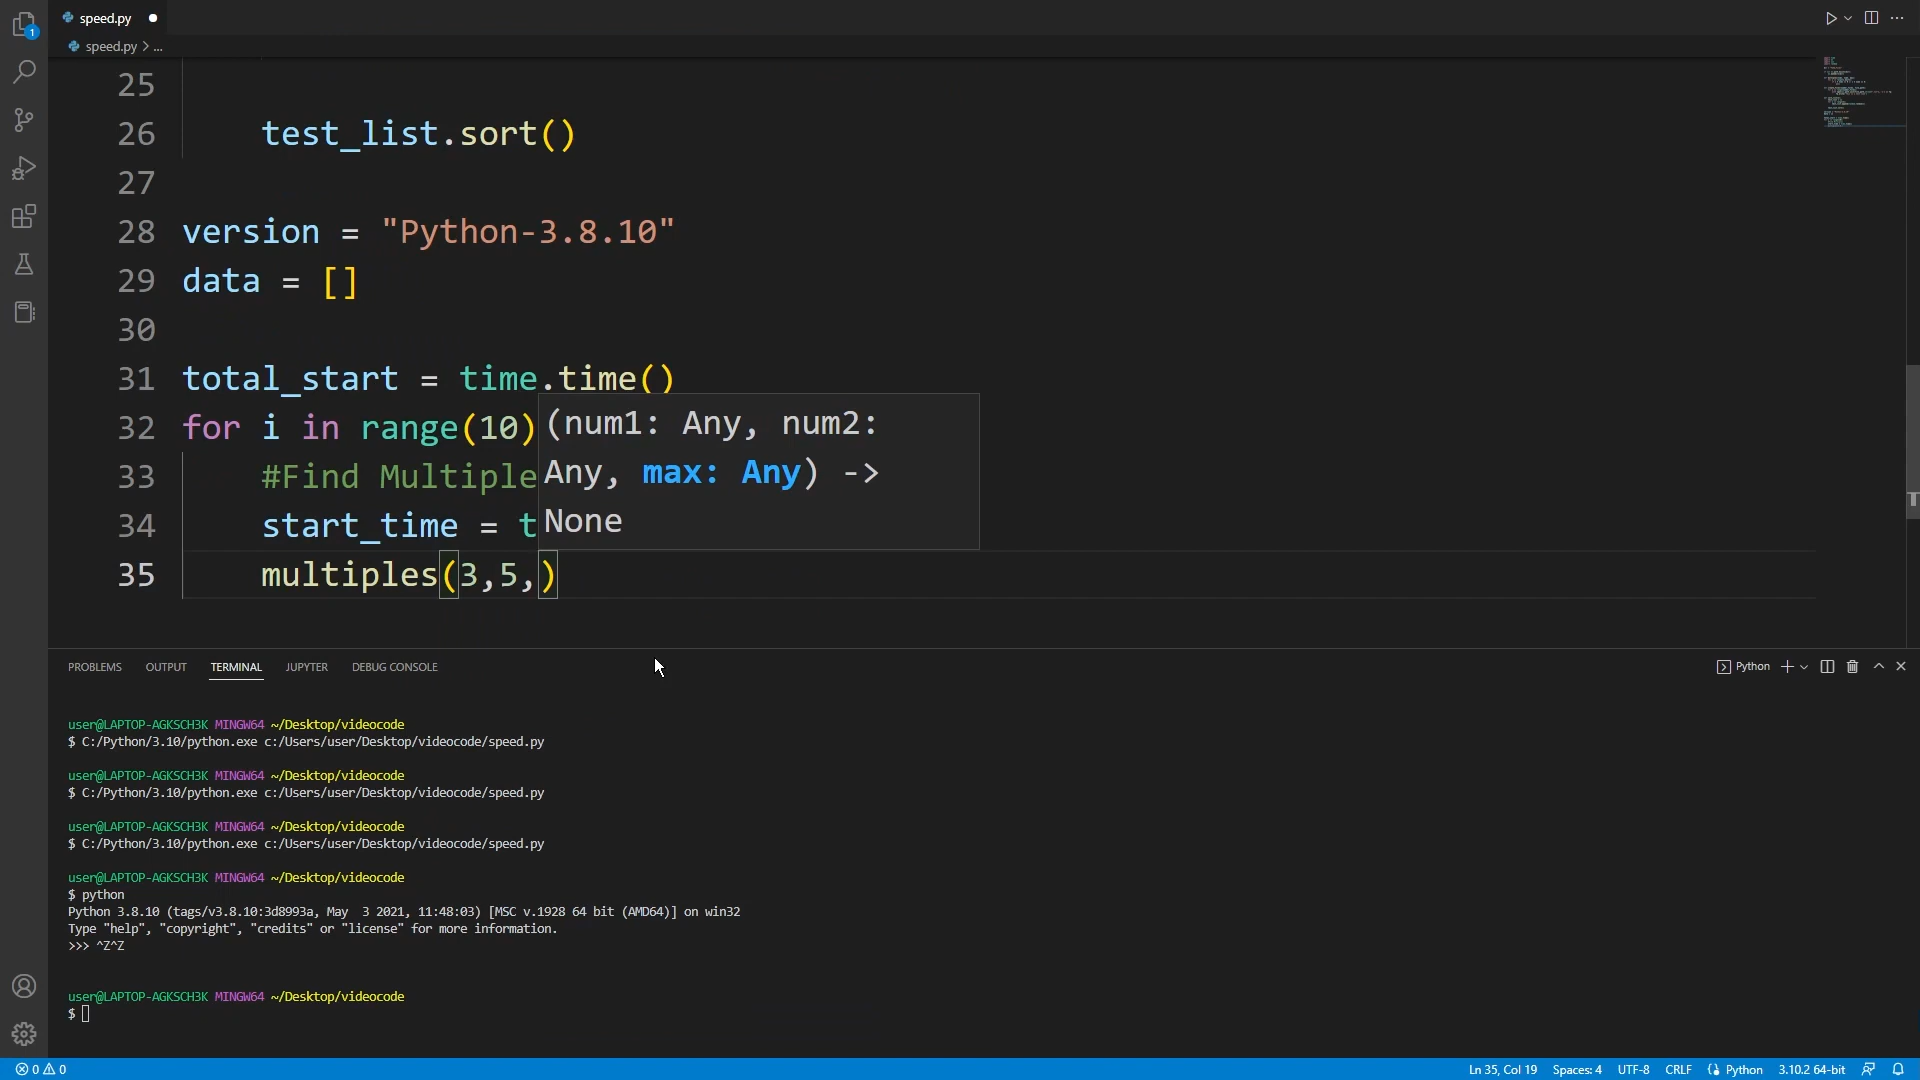 1
speed.py
speed.py > ...
25
26 test_list.sort()
27
28 version = "Python-3.8.10"
29 data = []
30
31 total_start = time.time()
32 for i in range(10)
33 #Find Multiple
34 start_time = t
35 multiples(3,5,)
(num1: Any, num2:
Any, max: Any) ->
None
PROBLEMS OUTPUT TERMINAL JUPYTER DEBUG CONSOLE
Python
user@LAPTOP-AGKSCH3K MINGW64 ~/Desktop/videocode
$ C:/Python/3.10/python.exe c:/Users/user/Desktop/videocode/speed.py
user@LAPTOP-AGKSCH3K MINGW64 ~/Desktop/videocode
$ C:/Python/3.10/python.exe c:/Users/user/Desktop/videocode/speed.py
user@LAPTOP-AGKSCH3K MINGW64 ~/Desktop/videocode
$ C:/Python/3.10/python.exe c:/Users/user/Desktop/videocode/speed.py
user@LAPTOP-AGKSCH3K MINGW64 ~/Desktop/videocode
$ python
Python 3.8.10 (tags/v3.8.10:3d8993a, May  3 2021, 11:48:03) [MSC v.1928 64 bit (AMD64)] on win32
Type "help", "copyright", "credits" or "license" for more information.
>>> ^Z^Z
user@LAPTOP-AGKSCH3K MINGW64 ~/Desktop/videocode
$
0 0 Ln 35, Col 19 Spaces: 4 UTF-8 CRLF Python 3.10.2 64-bit